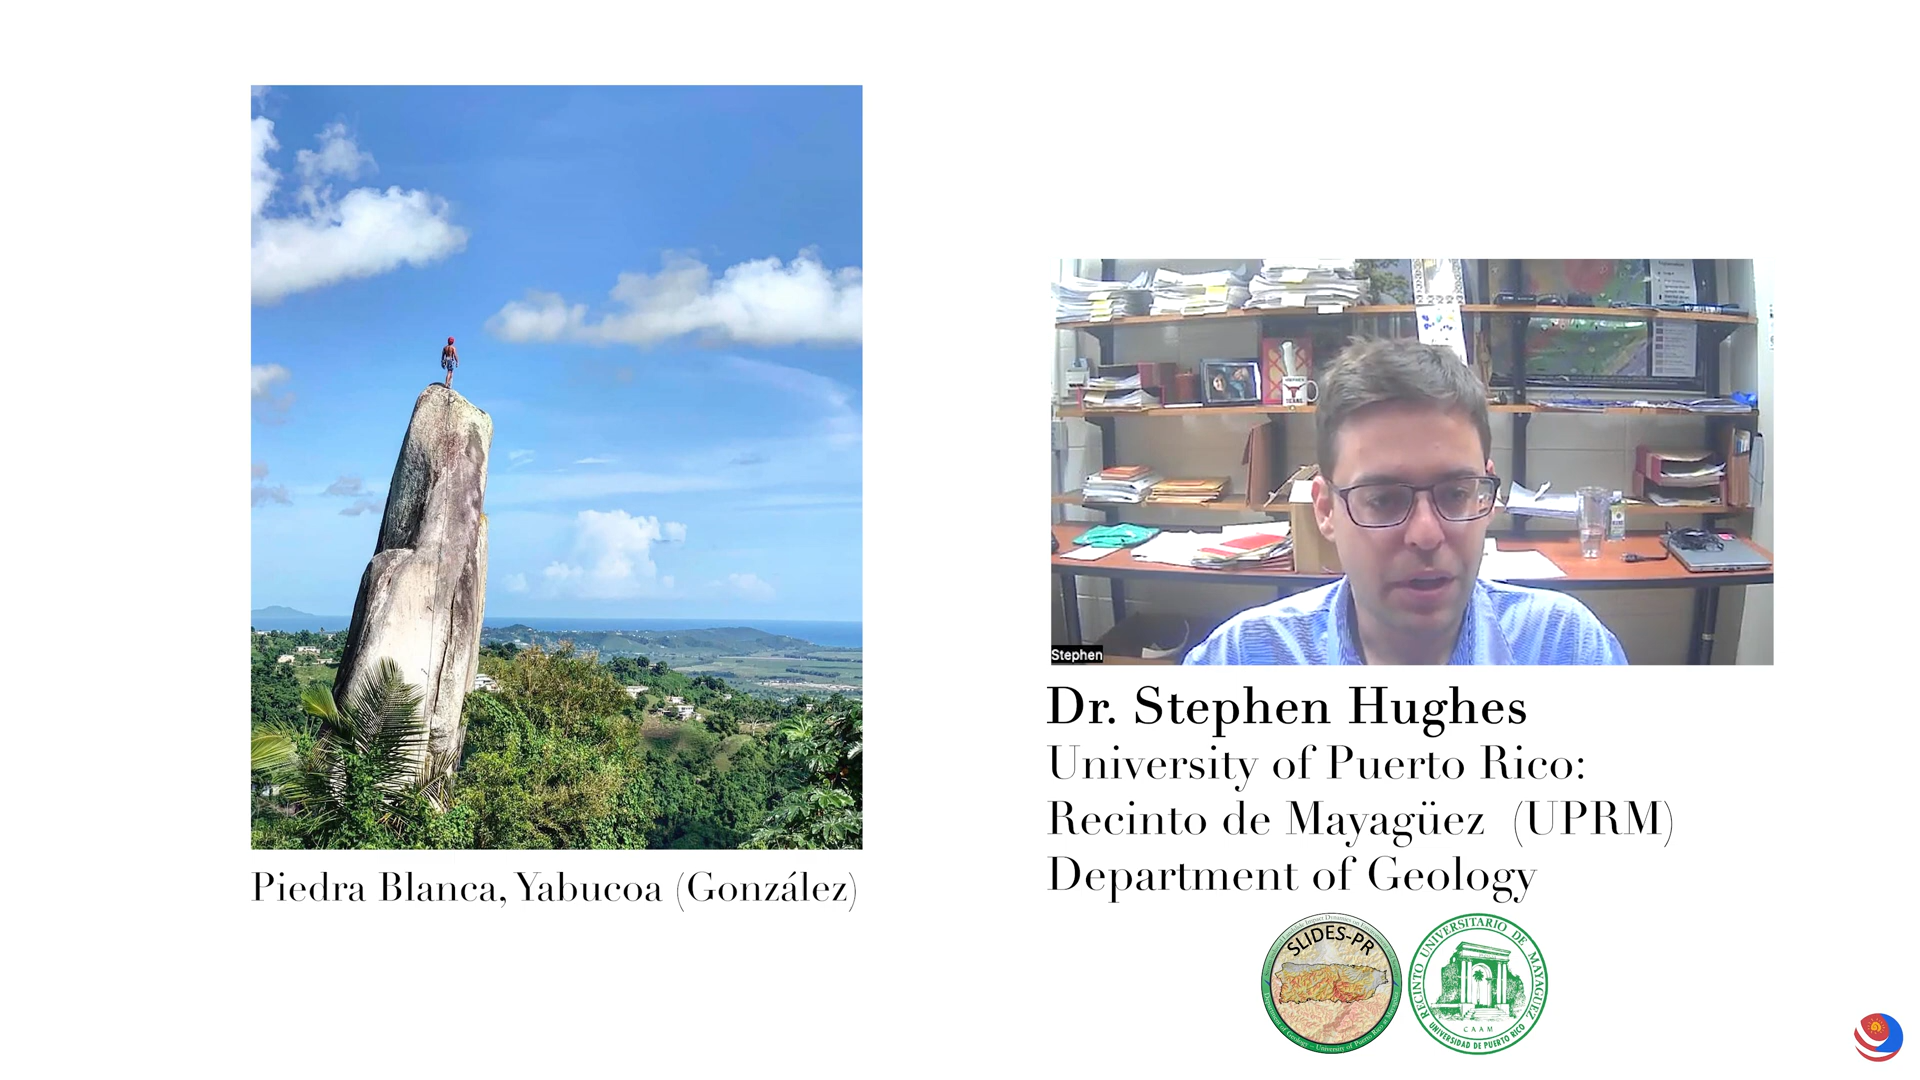 Piedra Blanca, Yabucoa (González)
Stephen
Dr. Stephen Hughes
University of Puerto Rico:
Recinto de Mayagüez (UPRM)
Department of Geology
SLIDES-PR
RECINTO UNIVERSITARIO DE MAYAGÜEZ
CAAM
UNIVERSIDAD DE PUERTO RICO